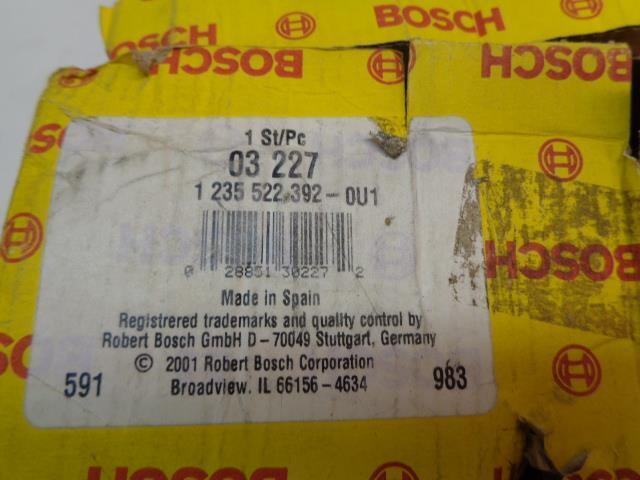 BOSCH
BOSCH
BOSCH
BOSCH
1 St/Pc
03 227
1 235 522 392-0U1
0 28851 30227 2
Made in Spain
Registrered trademarks and quality control by
Robert Bosch GmbH D-70049 Stuttgart, Germany
© 2001 Robert Bosch Corporation
591 Broadview. IL 66156-4634 983
BOSCH
BOSCH
BOSCH